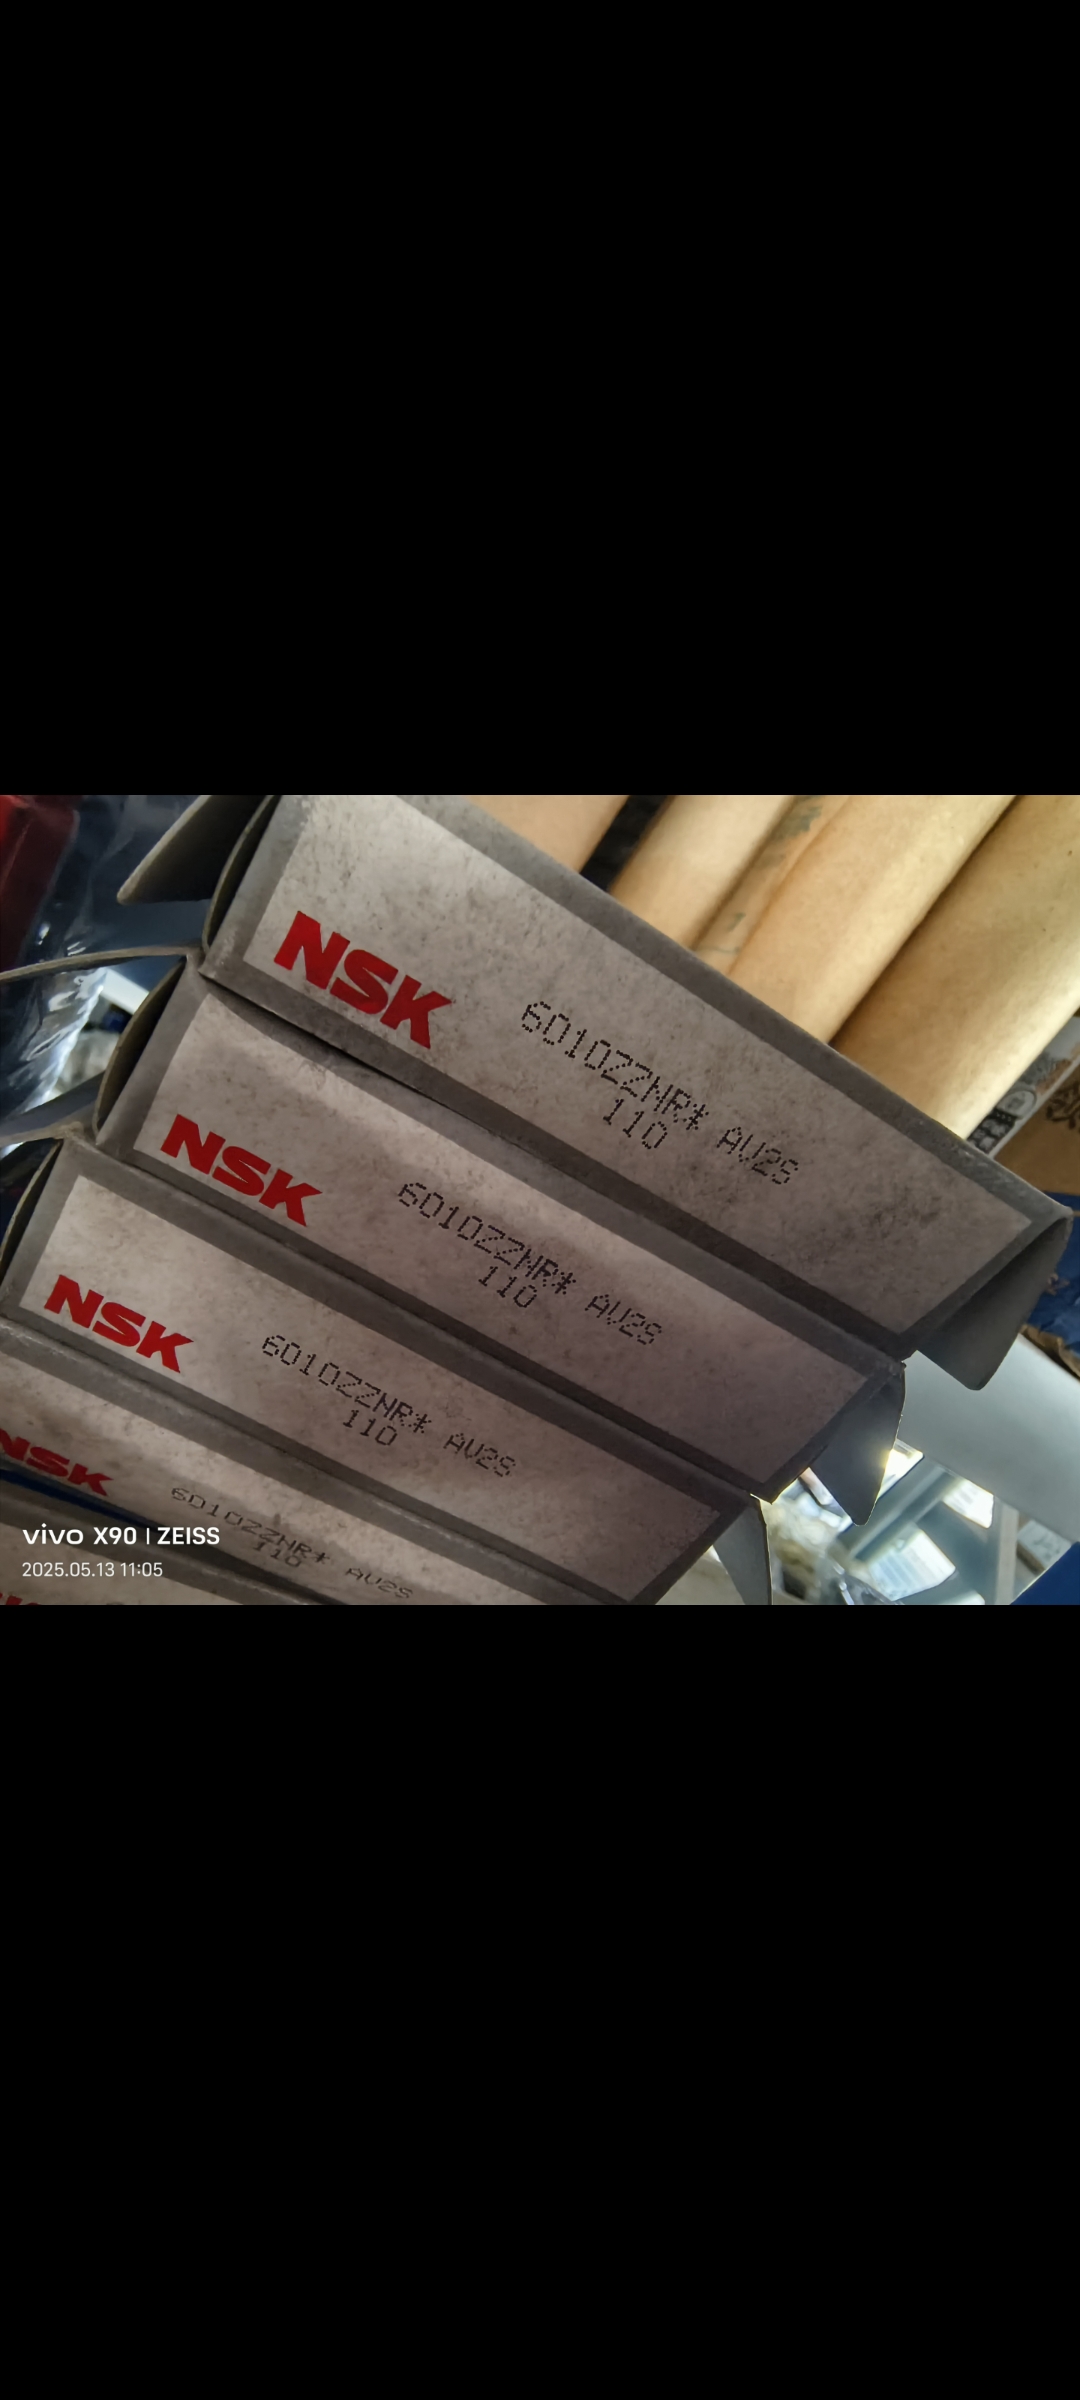 NSK
6010ZZNR* AV2S
110
NSK
6010ZZNR* AV2S
110
NSK
6010ZZNR* AV2S
110
NSK
6010ZZNR* AV2S
110
vivo X90 | ZEISS
2025.05.13 11:05